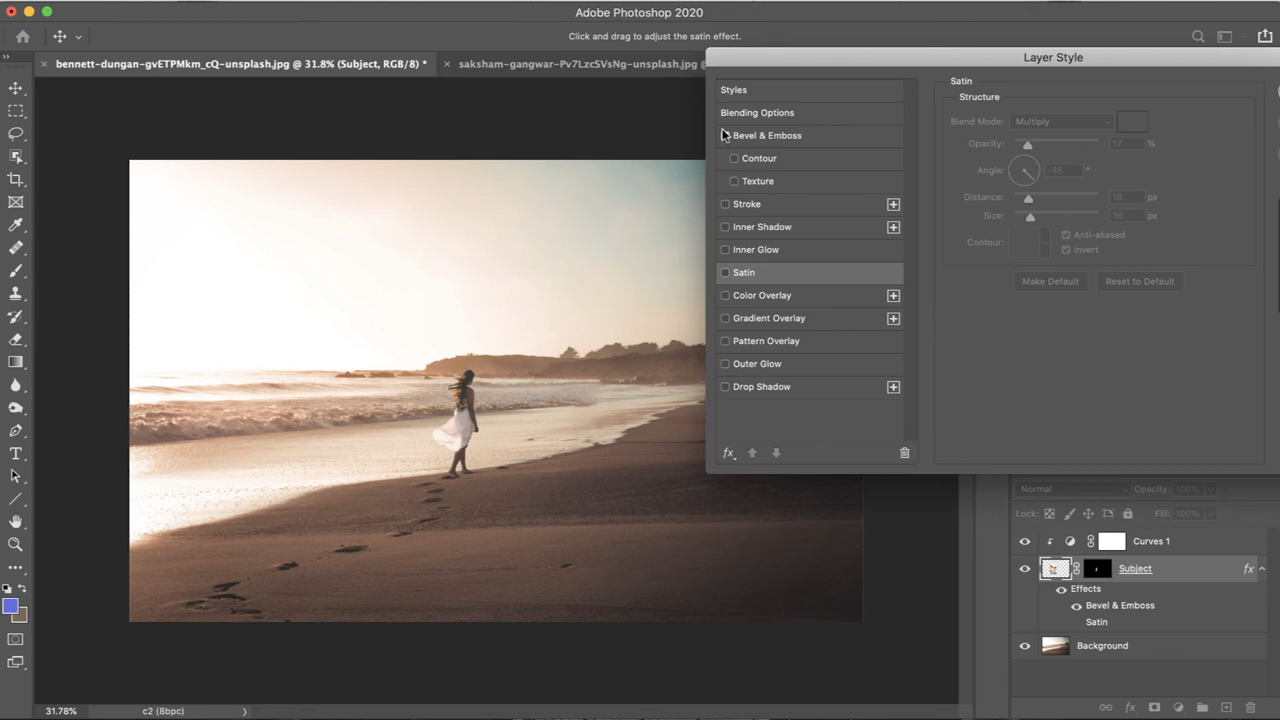 Adobe Photoshop 2020
Click and drag to adjust the satin effect.
bennett-dungan-gvETPMkm_cQ-unsplash.jpg @ 31.8% (Subject, RGB/8) *
saksham-gangwar-Pv7LzcSVsNg-unsplash.jpg @
Layer Style
Styles
Blending Options
Bevel & Emboss
Contour
Texture
Stroke
Inner Shadow
Inner Glow
Satin
Color Overlay
Gradient Overlay
Pattern Overlay
Outer Glow
Drop Shadow
fx
Satin
Structure
Blend Mode: Multiply
Opacity: 17 %
Angle: -45 °
Distance: 18 px
Size: 35 px
Contour:
Anti-aliased
Invert
Make Default
Reset to Default
Normal Opacity: 100%
Lock: Fill: 100%
Curves 1
Subject fx
Effects
Bevel & Emboss
Satin
Background
fx
31.78% c2 (8bpc)